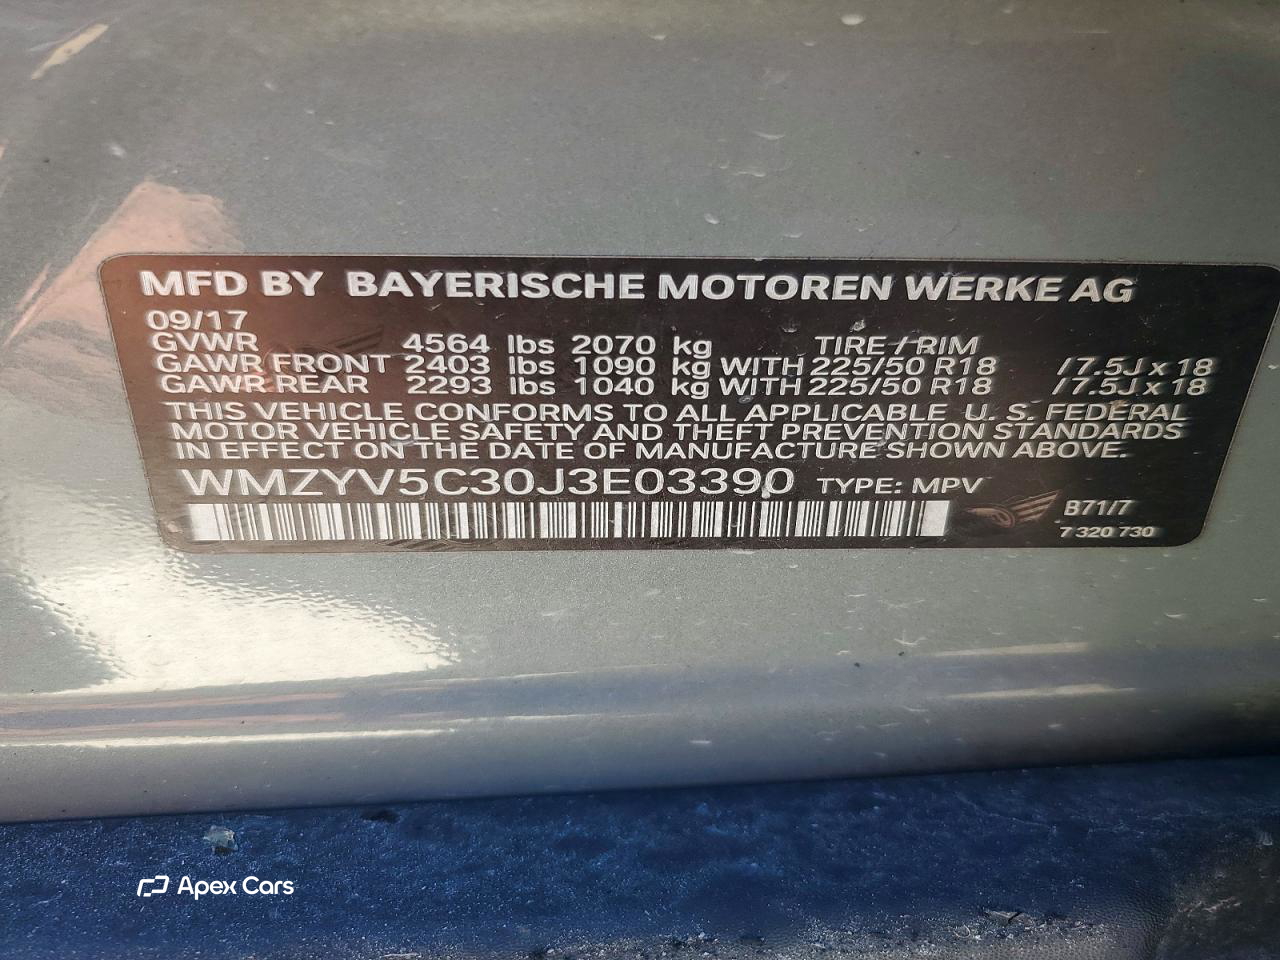 MFD BY BAYERISCHE MOTOREN WERKE AG
09/17
GVWR 4564 lbs 2070 kg TIRE / RIM
GAWR FRONT 2403 lbs 1090 kg WITH 225/50 R18 / 7.5J x 18
GAWR REAR 2293 lbs 1040 kg WITH 225/50 R18 / 7.5J x 18
THIS VEHICLE CONFORMS TO ALL APPLICABLE U. S. FEDERAL
MOTOR VEHICLE SAFETY AND THEFT PREVENTION STANDARDS
IN EFFECT ON THE DATE OF MANUFACTURE SHOWN ABOVE.
WMZYV5C30J3E03390 TYPE: MPV
B71/7
7 320 730
Apex Cars